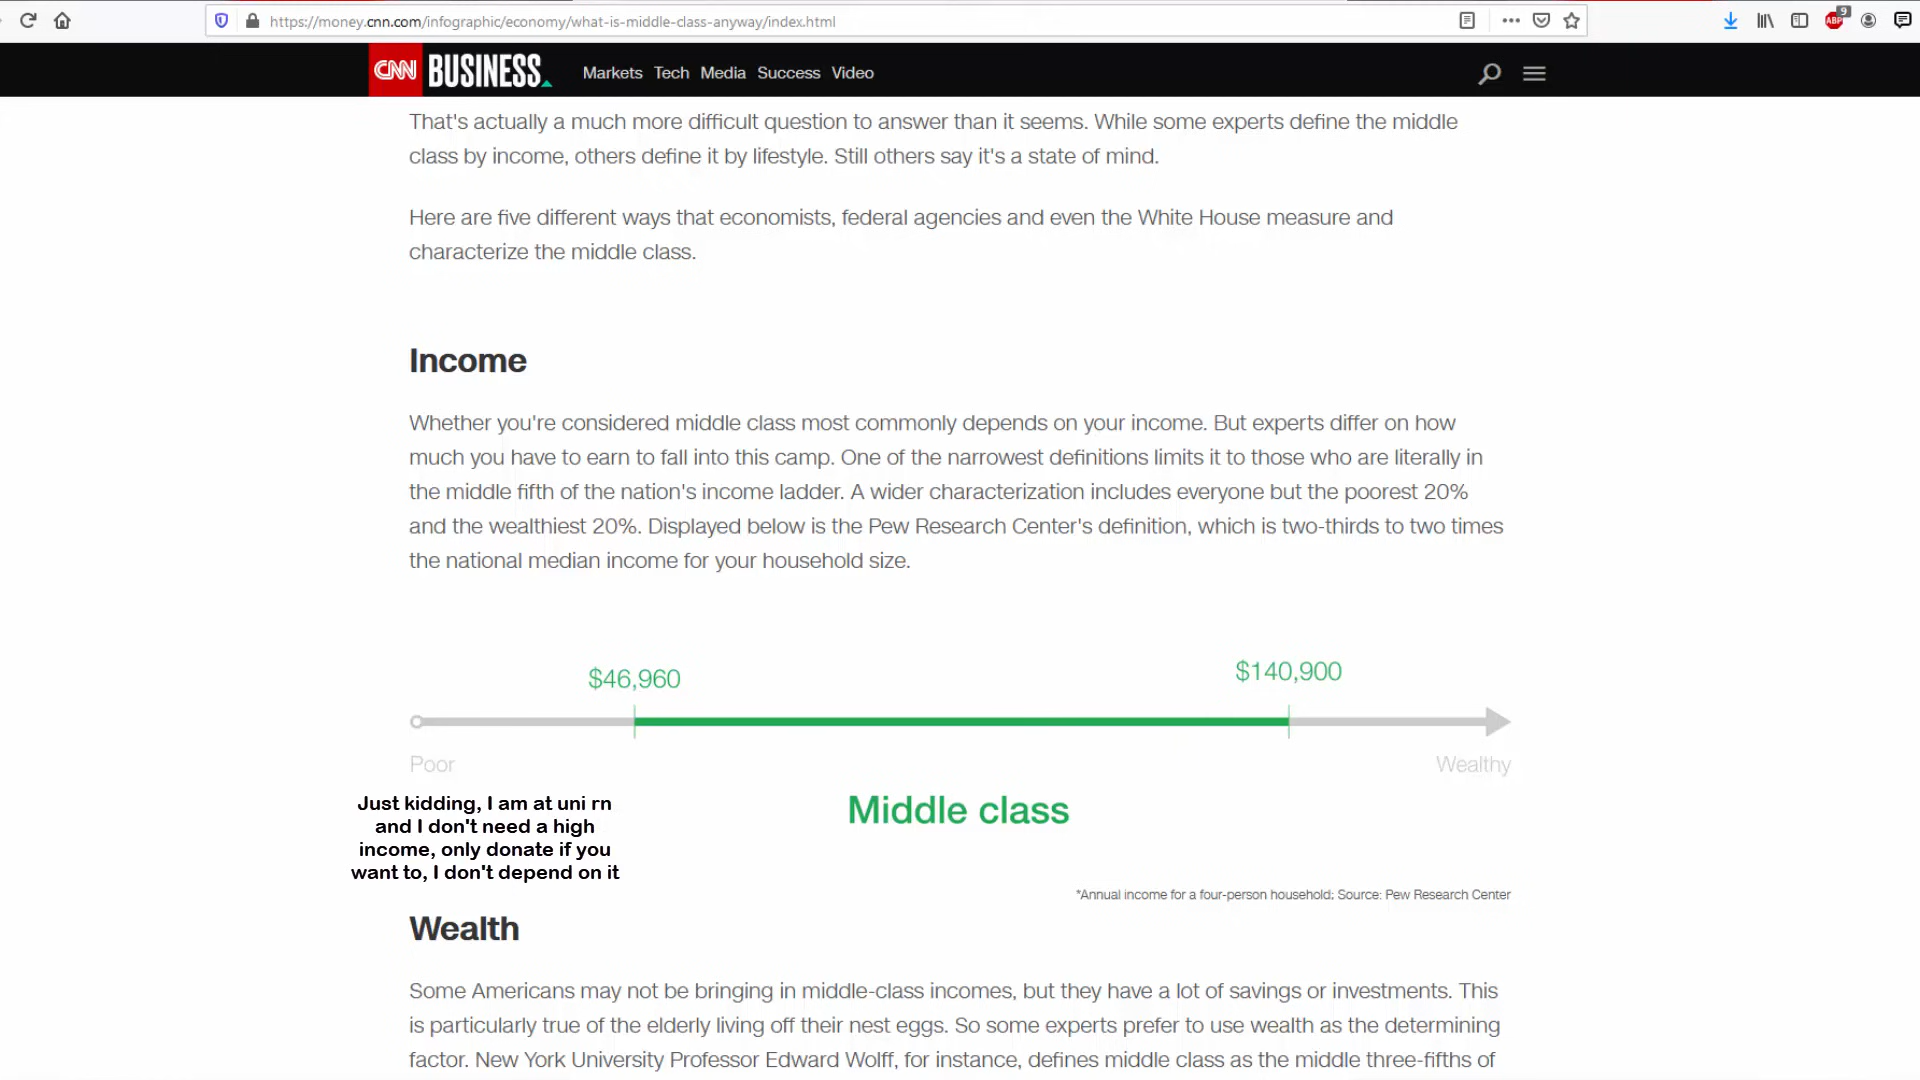 https://money.cnn.com/infographic/economy/what-is-middle-class-anyway/index.html
ABP 9
CNN BUSINESS Markets Tech Media Success Video
That's actually a much more difficult question to answer than it seems. While some experts define the middle
class by income, others define it by lifestyle. Still others say it's a state of mind.
Here are five different ways that economists, federal agencies and even the White House measure and
characterize the middle class.
Income
Whether you're considered middle class most commonly depends on your income. But experts differ on how
much you have to earn to fall into this camp. One of the narrowest definitions limits it to those who are literally in
the middle fifth of the nation's income ladder. A wider characterization includes everyone but the poorest 20%
and the wealthiest 20%. Displayed below is the Pew Research Center's definition, which is two-thirds to two times
the national median income for your household size.
$46,960 $140,900
Poor Wealthy
Middle class
Just kidding, I am at uni rn
and I don't need a high
income, only donate if you
want to, I don't depend on it
*Annual income for a four-person household; Source: Pew Research Center
Wealth
Some Americans may not be bringing in middle-class incomes, but they have a lot of savings or investments. This
is particularly true of the elderly living off their nest eggs. So some experts prefer to use wealth as the determining
factor. New York University Professor Edward Wolff, for instance, defines middle class as the middle three-fifths of